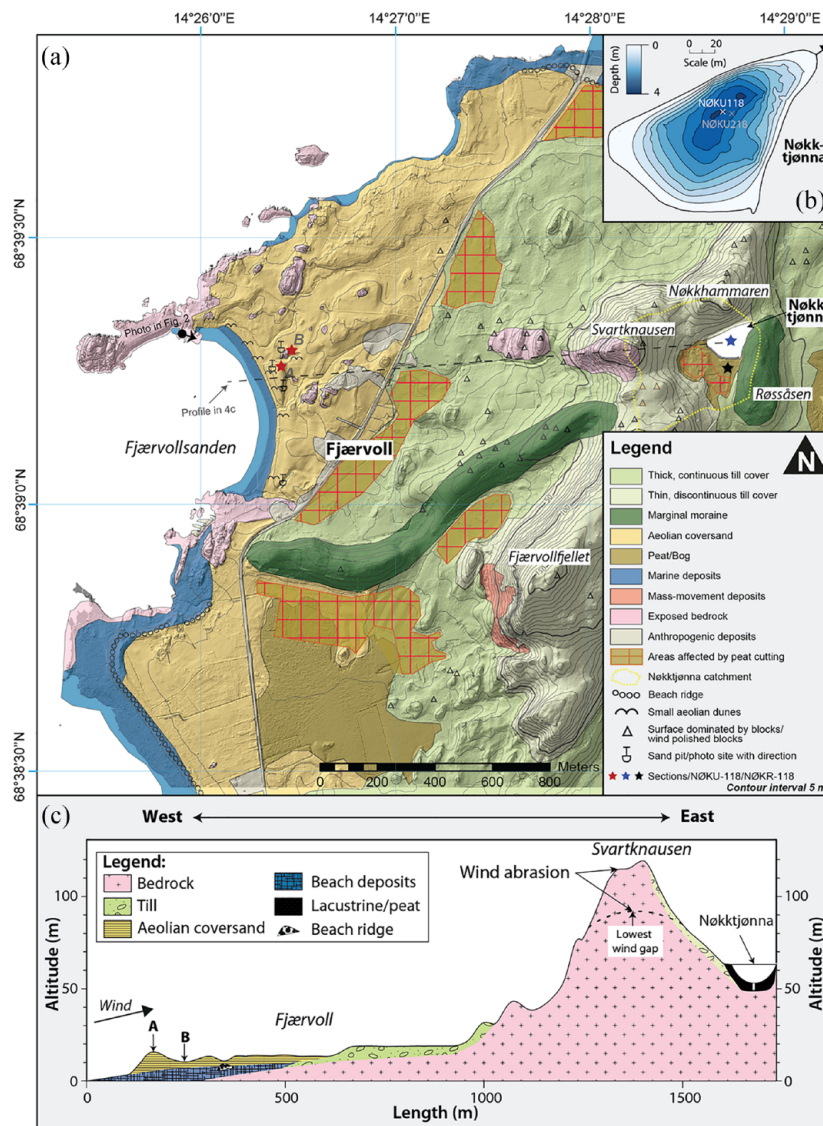 14°26'0"E
14°27'0"E
14°28'0"E
14°29'0"E
(a)
68°39'30"N
68°39'0"N
68°38'30"N
Depth (m)
0
4
0 20
Scale (m)
NØKU118
NØKU218
Nøkk-
tjønna
(b)
Photo in Fig. 2
B
A
Profile in 4c
Fjærvollsanden
Fjærvoll
Nøkkhammaren
Svartknausen
Nøkk
tjønn
Røssåsen
Fjærvollfjellet
N
Legend
Thick, continuous till cover
Thin, discontinuous till cover
Marginal moraine
Aeolian coversand
Peat/Bog
Marine deposits
Mass-movement deposits
Exposed bedrock
Anthropogenic deposits
Areas affected by peat cutting
Nøkktjønna catchment
Beach ridge
Small aeolian dunes
Surface dominated by blocks/
wind polished blocks
Sand pit/photo site with direction
Sections/NØKU-118/NØKR-118
Contour interval 5 m
Meters
0 200 400 600 800
(c)
West
East
Legend:
Bedrock
Till
Aeolian coversand
Beach deposits
Lacustrine/peat
Beach ridge
Svartknausen
Wind abrasion
Lowest
wind gap
Nøkktjønna
Wind
A
B
Fjærvoll
Altitude (m)
100
50
0
Altitude (m)
100
50
0
0
500
1000
1500
Length (m)